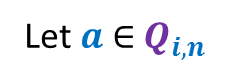 Let a ∈ Q_{i,n}